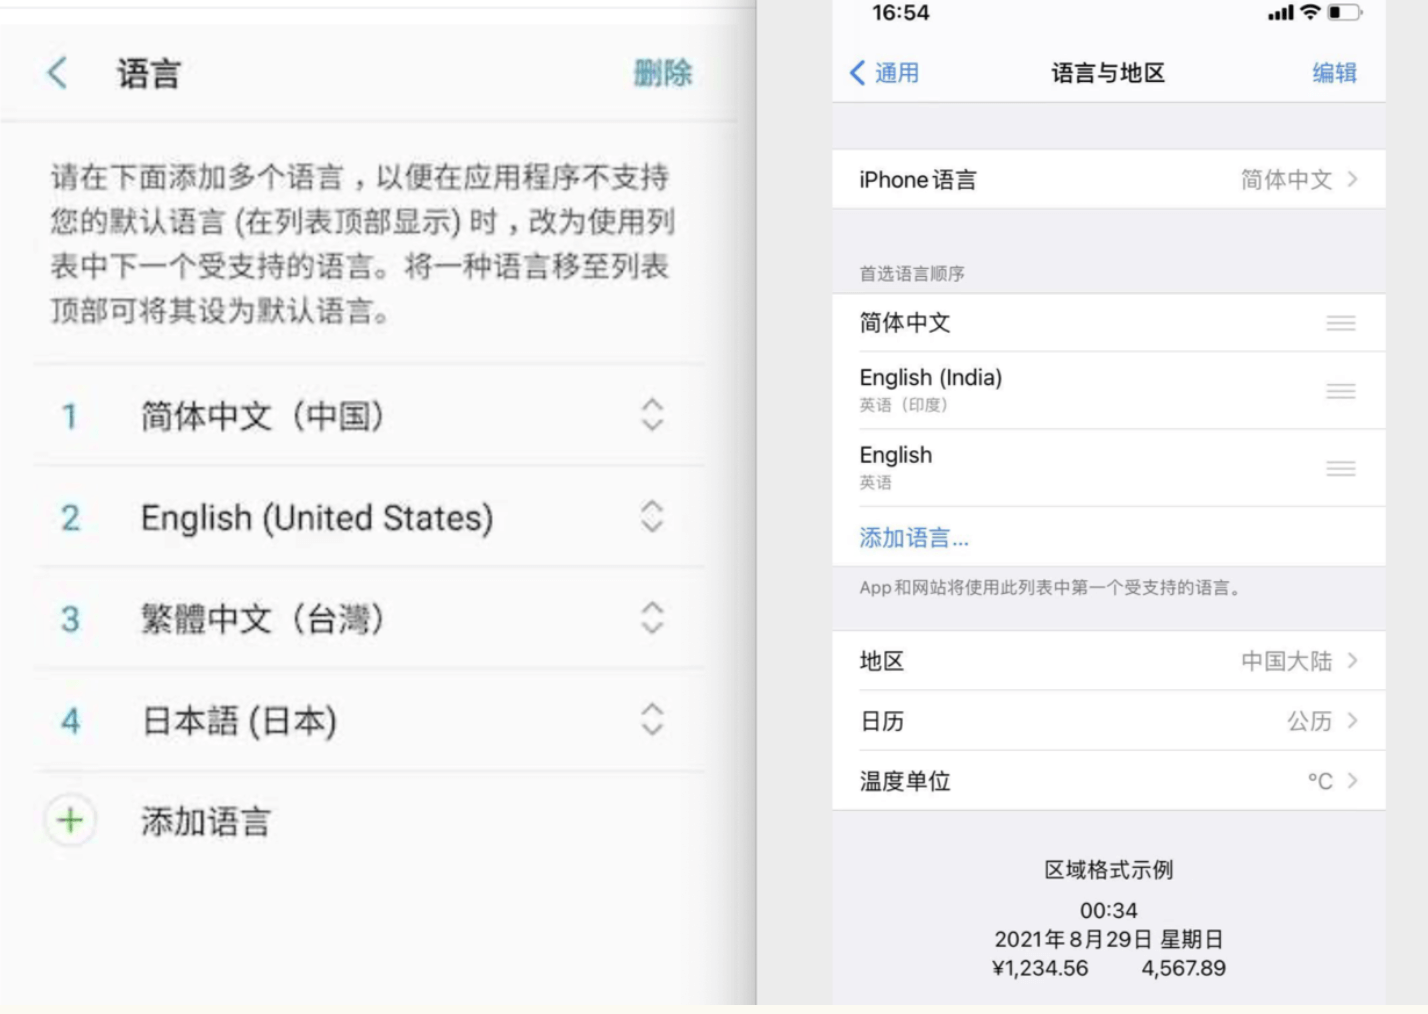 语言
删除
请在下面添加多个语言，以便在应用程序不支持
您的默认语言 (在列表顶部显示) 时，改为使用列
表中下一个受支持的语言。将一种语言移至列表
顶部可将其设为默认语言。
1 简体中文（中国）
2 English (United States)
3 繁體中文（台灣）
4 日本語 (日本)
添加语言
16:54
通用
语言与地区
编辑
iPhone 语言 简体中文
首选语言顺序
简体中文
English (India)
英语（印度）
English
英语
添加语言...
App 和网站将使用此列表中第一个受支持的语言。
地区 中国大陆
日历 公历
温度单位 °C
区域格式示例
00:34
2021年8月29日 星期日
¥1,234.56 4,567.89